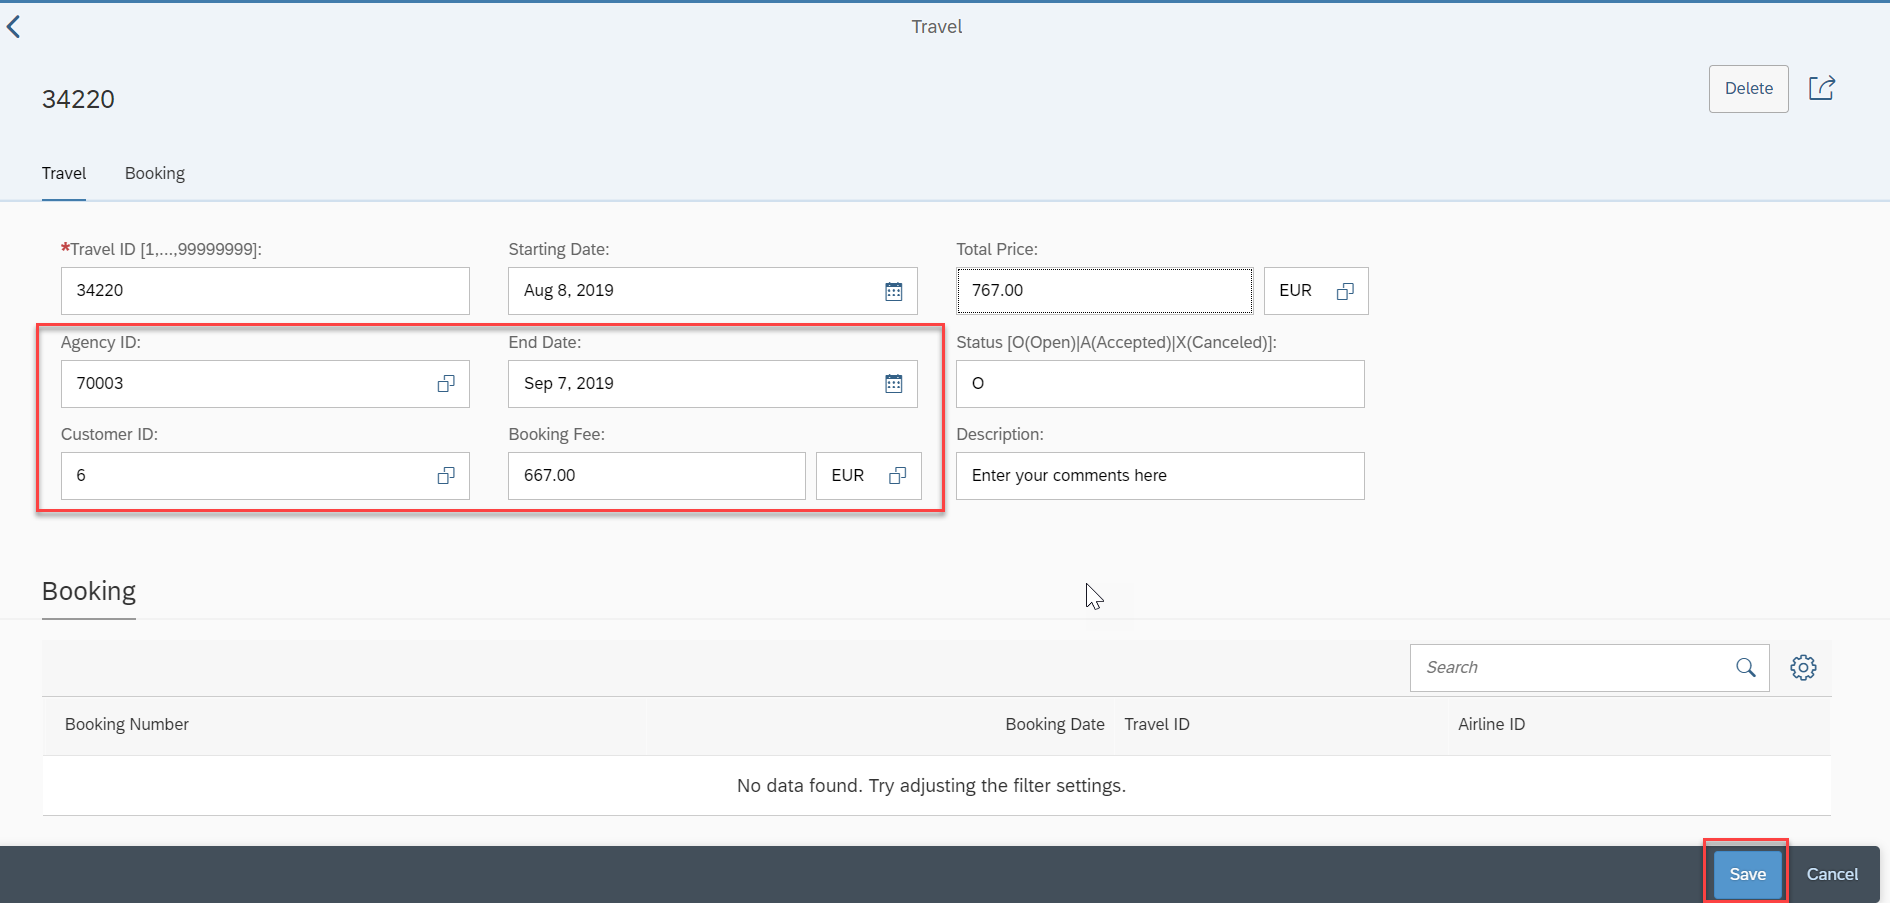 Travel
34220
Delete
Travel
Booking
*Travel ID [1,...,99999999]:
34220
Starting Date:
Aug 8, 2019
Total Price:
767.00
EUR
Agency ID:
70003
End Date:
Sep 7, 2019
Status [O(Open)|A(Accepted)|X(Canceled)]:
O
Customer ID:
6
Booking Fee:
667.00
EUR
Description:
Enter your comments here
Booking
Search
Booking Number
Booking Date
Travel ID
Airline ID
No data found. Try adjusting the filter settings.
Save
Cancel